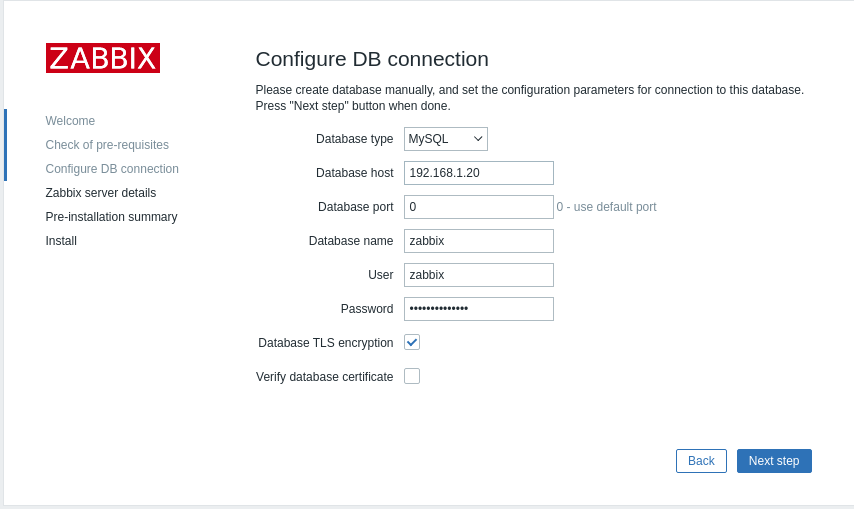 ZABBIX
Welcome
Check of pre-requisites
Configure DB connection
Zabbix server details
Pre-installation summary
Install
Configure DB connection
Please create database manually, and set the configuration parameters for connection to this database.
Press "Next step" button when done.
Database type MySQL
Database host 192.168.1.20
Database port 0 0 - use default port
Database name zabbix
User zabbix
Password ••••••••••••••
Database TLS encryption
Verify database certificate
Back Next step